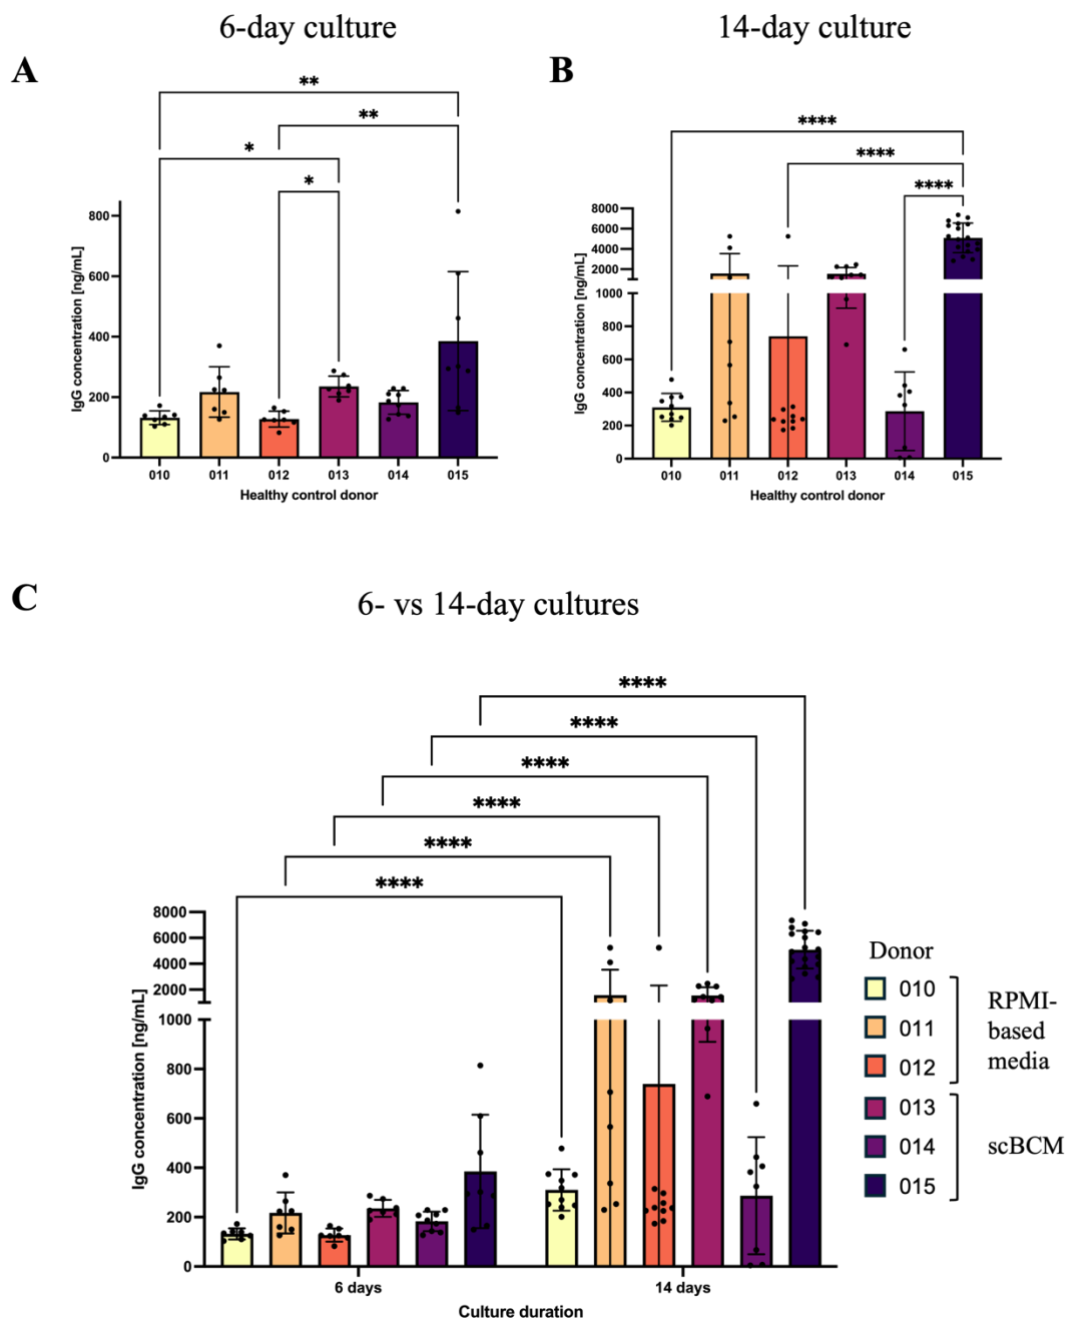 6-day culture
14-day culture
A
B
**
**
*
*
800
600
400
200
0
IgG concentration [ng/mL]
010 011 012 013 014 015
Healthy control donor
****
****
****
8000
6000
4000
2000
1000
800
600
400
200
0
IgG concentration [ng/mL]
010 011 012 013 014 015
Healthy control donor
C
6- vs 14-day cultures
****
****
****
****
****
****
8000
6000
4000
2000
1000
800
600
400
200
0
IgG concentration [ng/mL]
6 days 14 days
Culture duration
Donor
010
011
012
013
014
015
RPMI-
based
media
scBCM